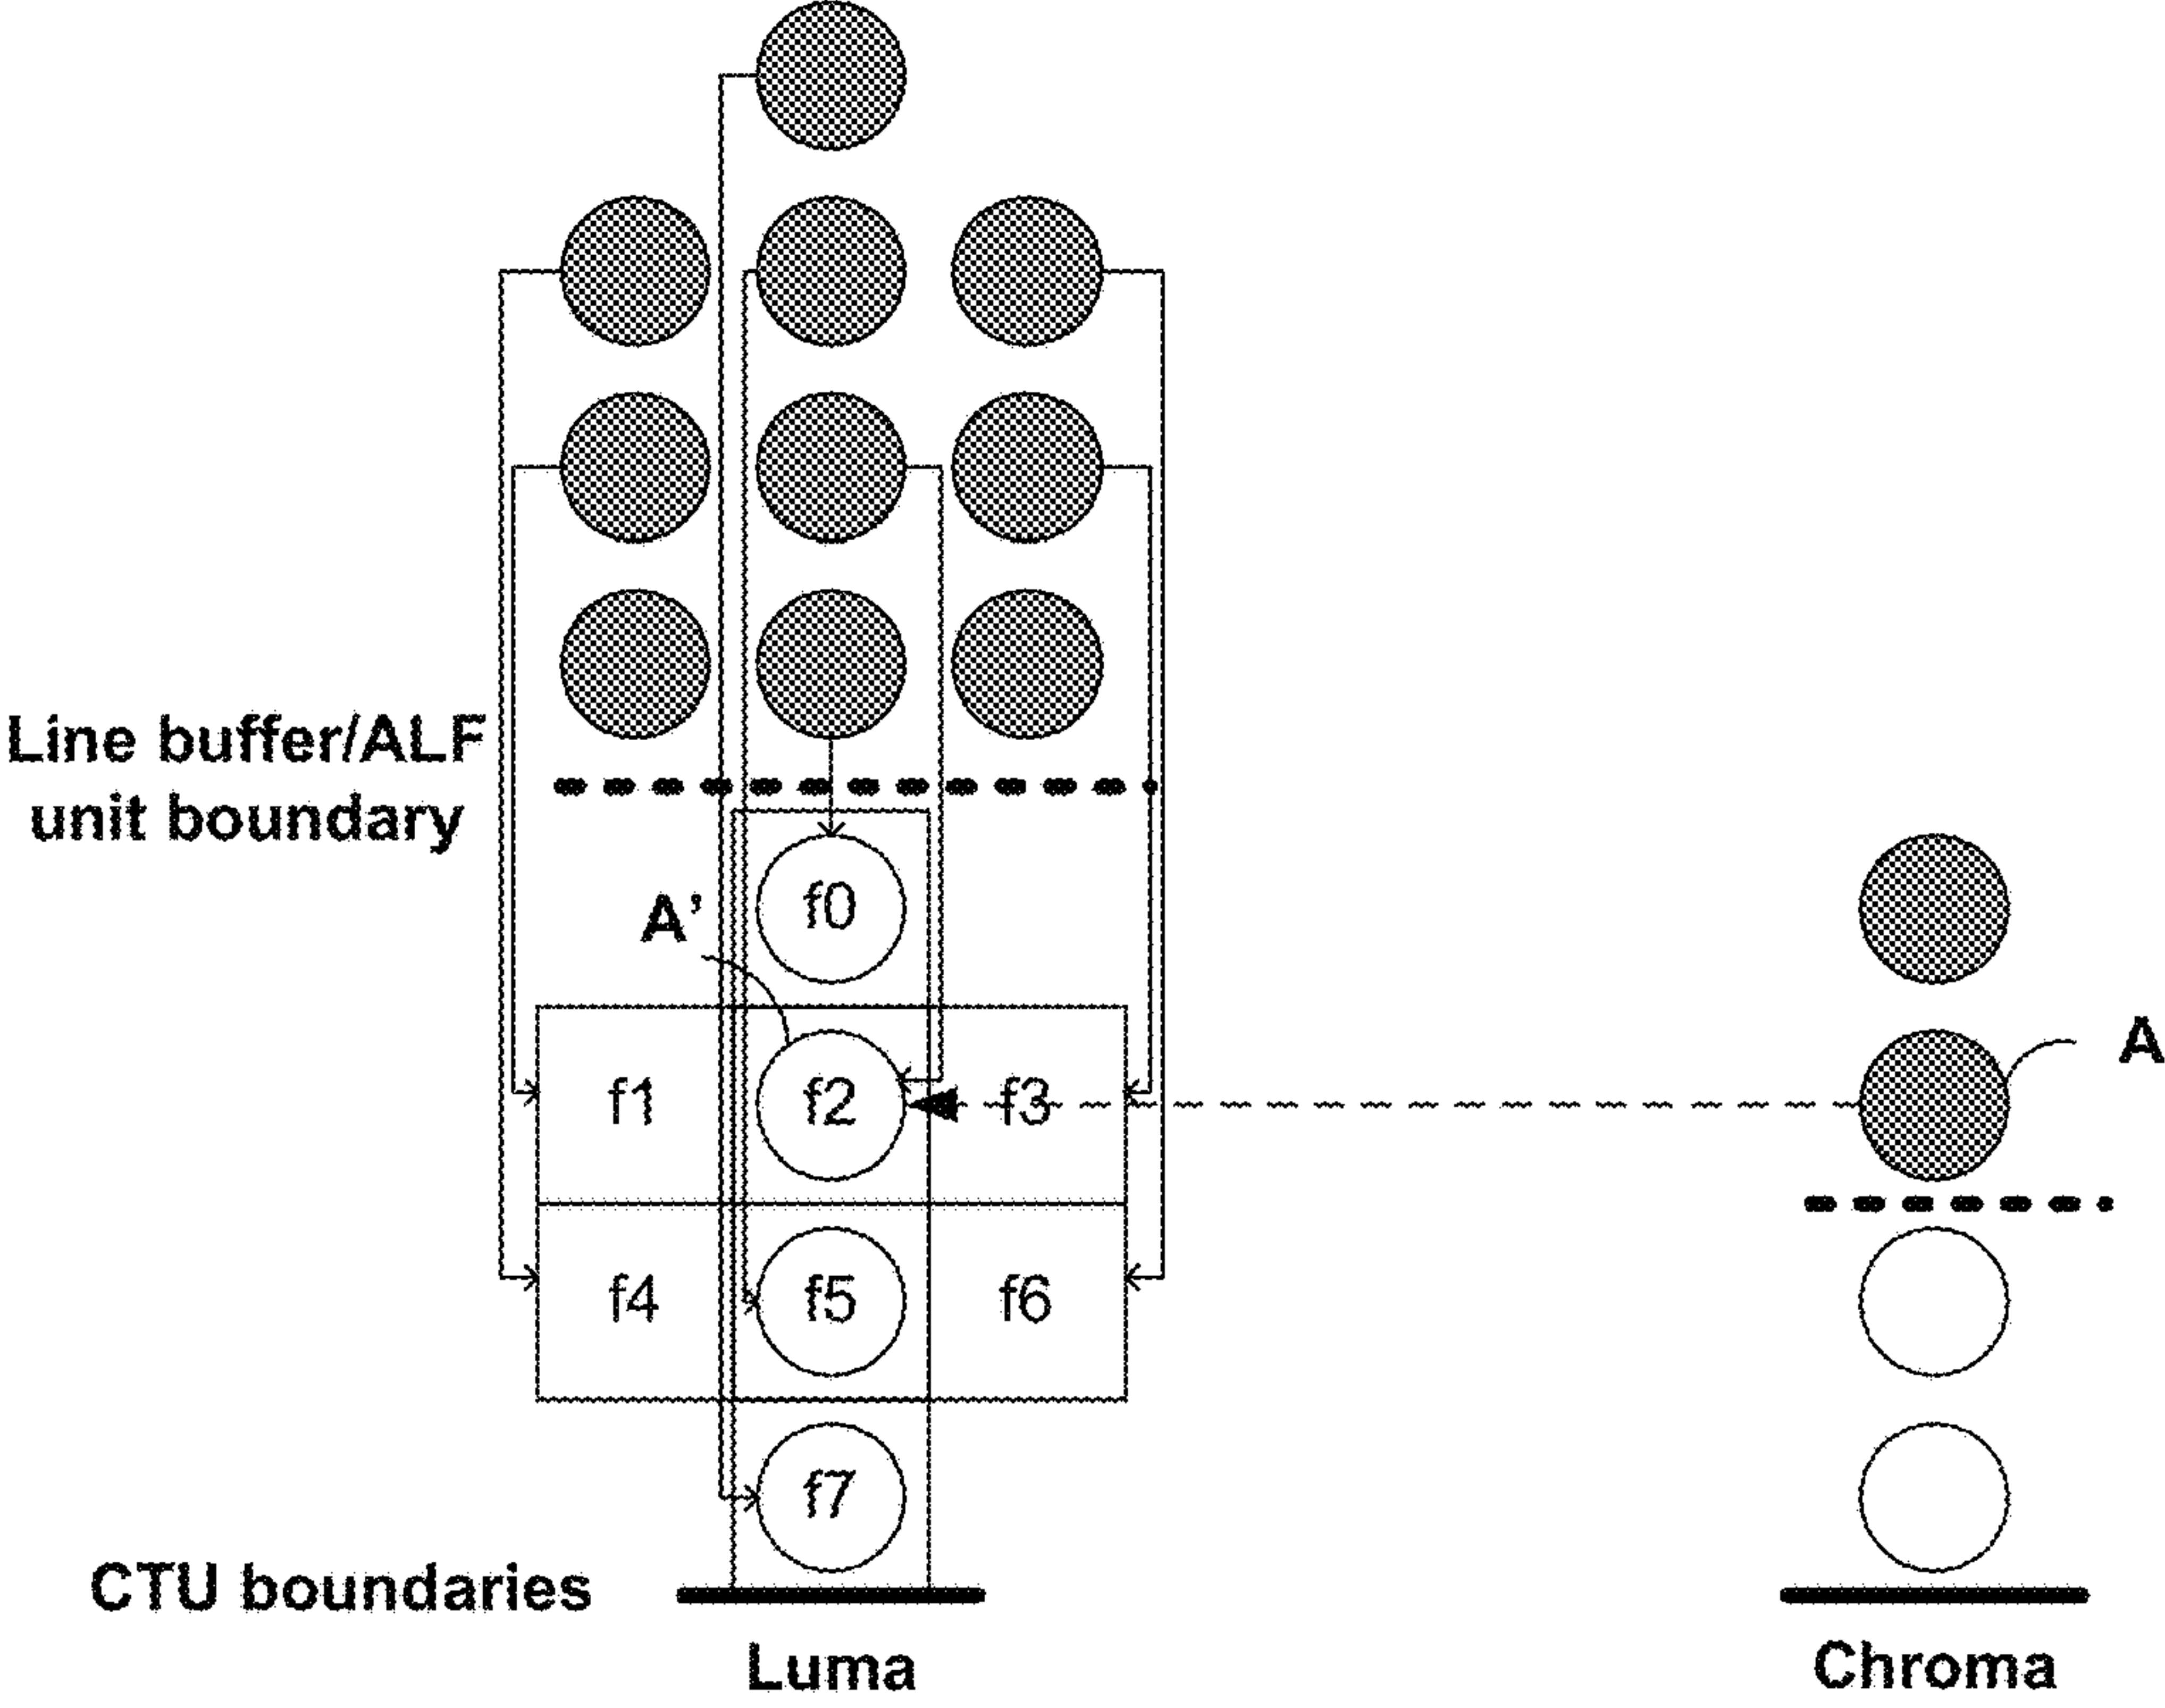 Line buffer/ALF
unit boundary
A’
f0
A
f1
f2
f3
f4
f5
f6
f7
CTU boundaries
Luma
Chroma